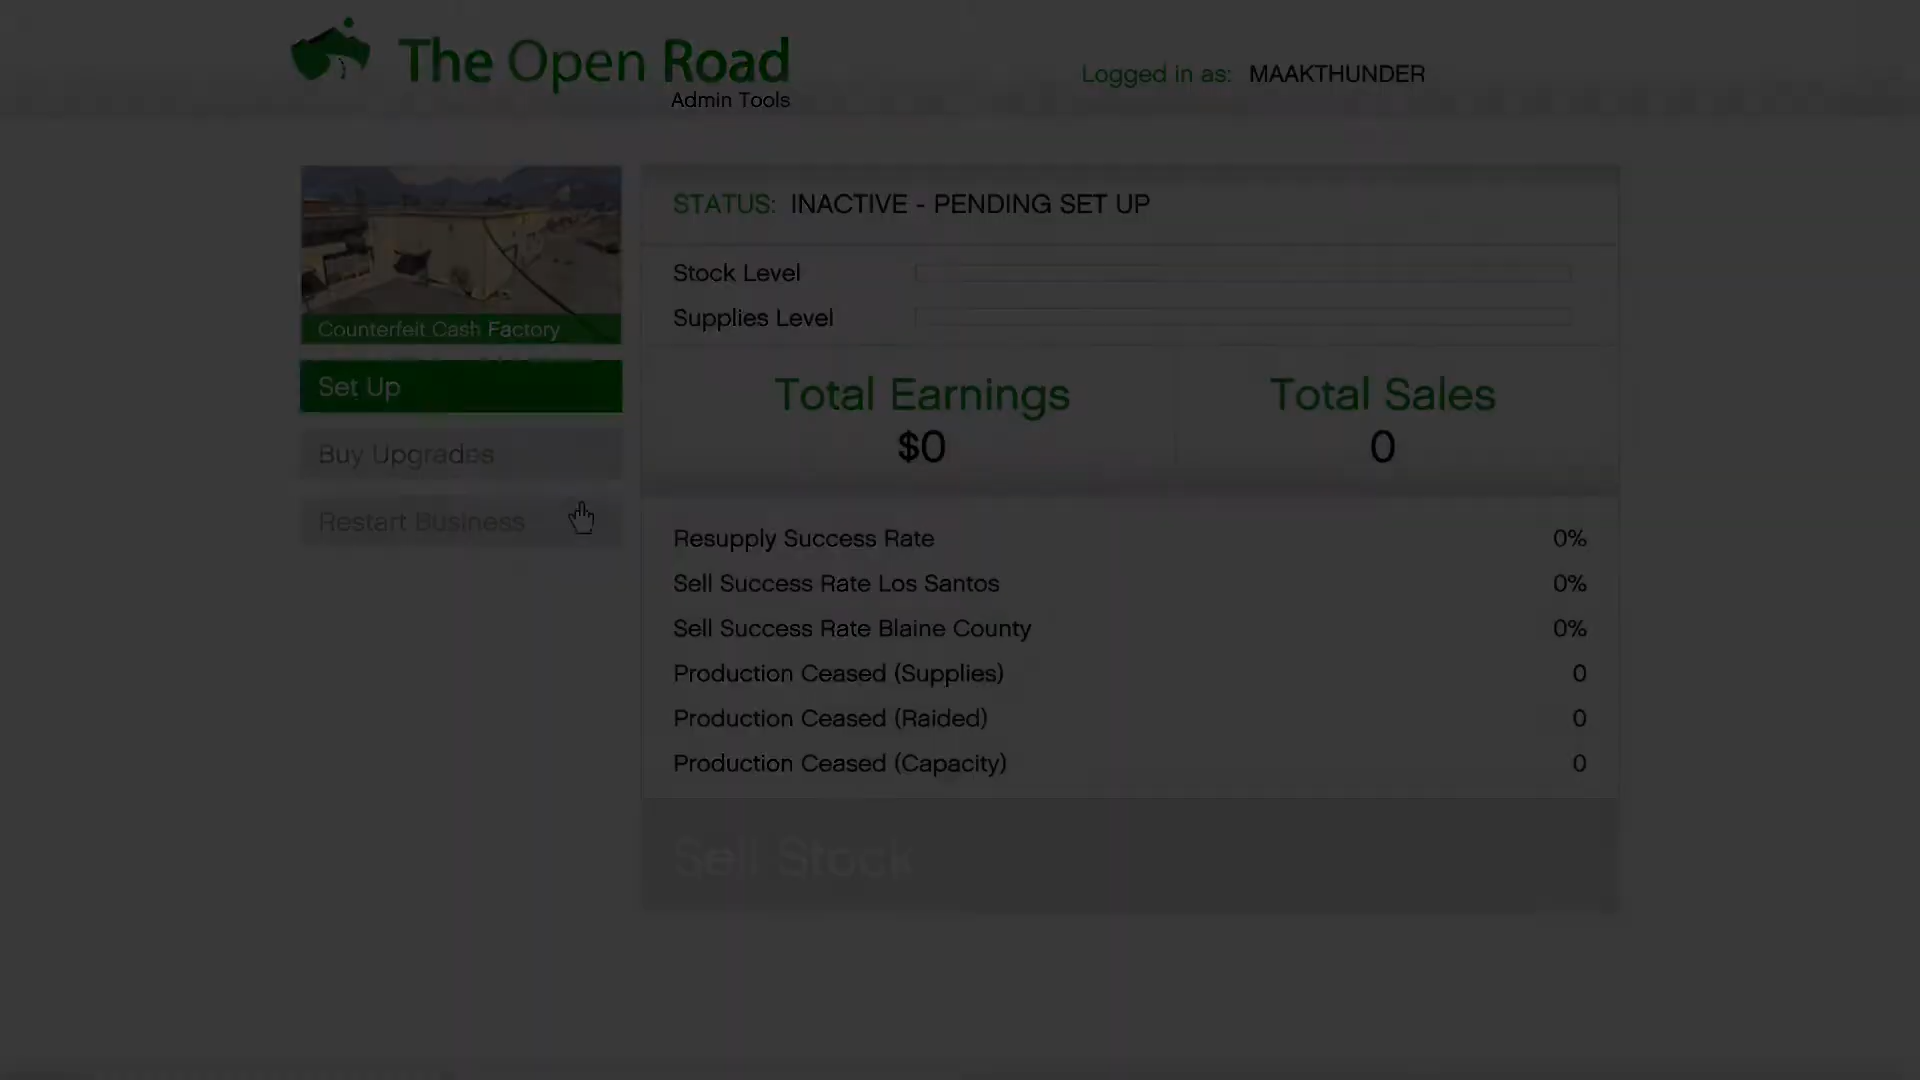 The Open Road
Admin Tools
Logged in as: MAAKTHUNDER
Counterfeit Cash Factory
Set Up
Buy Upgrades
Restart Business
STATUS: INACTIVE - PENDING SET UP
Stock Level
Supplies Level
Total Earnings
$0
Total Sales
0
Resupply Success Rate 0%
Sell Success Rate Los Santos 0%
Sell Success Rate Blaine County 0%
Production Ceased (Supplies) 0
Production Ceased (Raided) 0
Production Ceased (Capacity) 0
Sell Stock